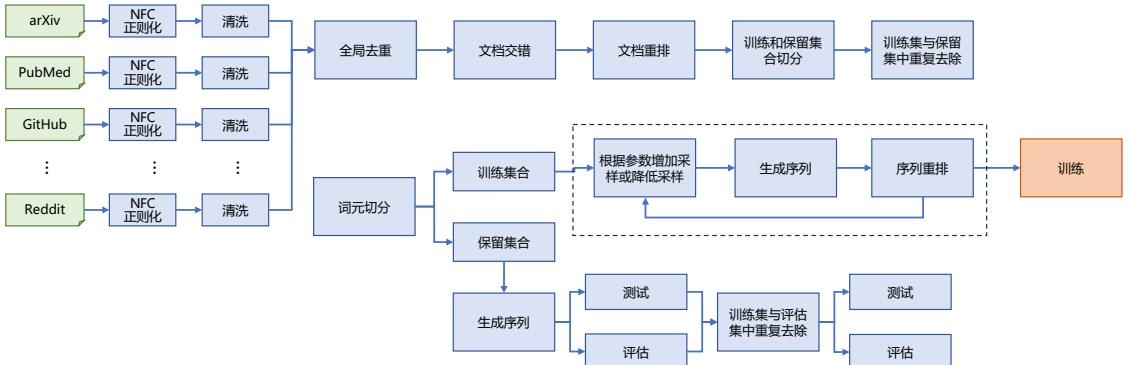 arXiv
NFC
正则化
清洗
PubMed
NFC
正则化
清洗
GitHub
NFC
正则化
清洗
⋮
⋮
⋮
Reddit
NFC
正则化
清洗
全局去重
文档交错
文档重排
训练和保留集
合切分
训练集与保留
集中重复去除
词元切分
训练集合
保留集合
根据参数增加采
样或降低采样
生成序列
序列重排
训练
生成序列
测试
评估
训练集与评估
集中重复去除
测试
评估